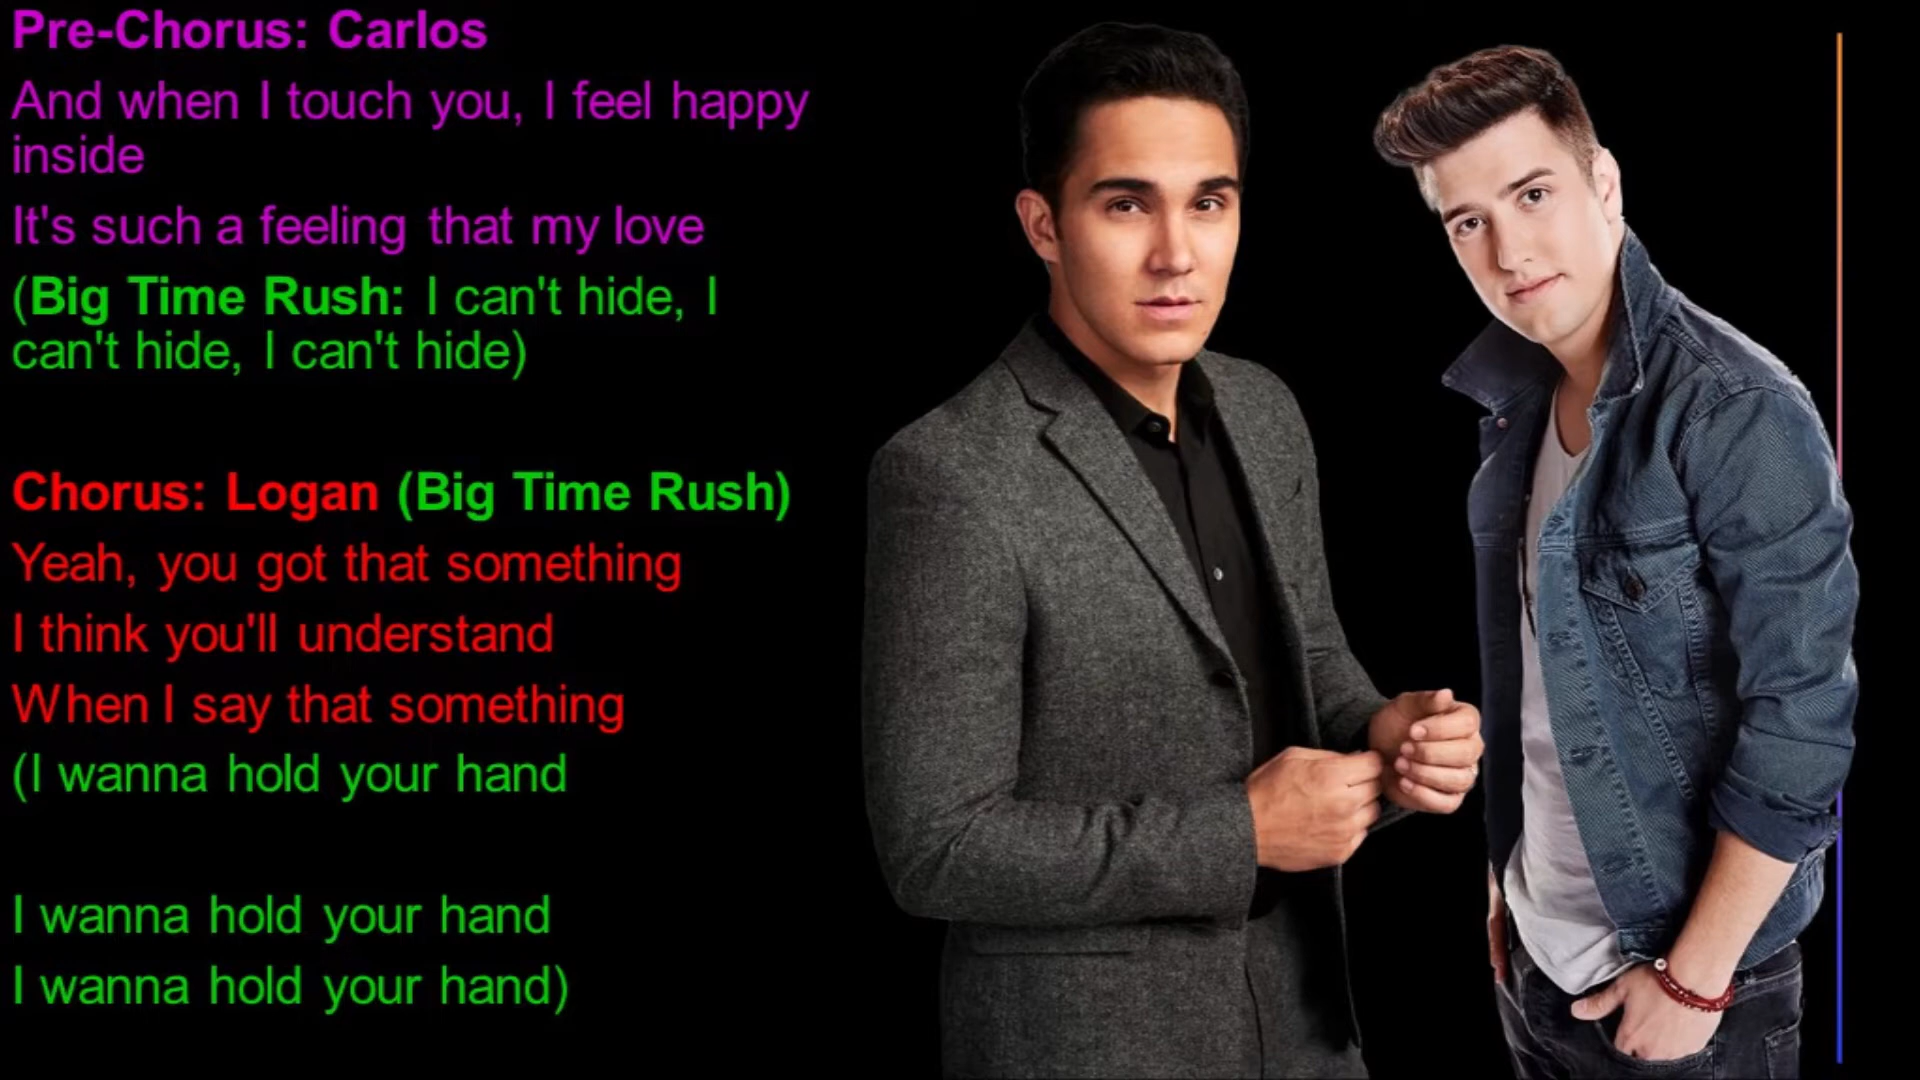 Pre-Chorus: Carlos
And when I touch you, I feel happy
inside
It's such a feeling that my love
(Big Time Rush: I can't hide, I
can't hide, I can't hide)
Chorus: Logan (Big Time Rush)
Yeah, you got that something
I think you'll understand
When I say that something
(I wanna hold your hand
I wanna hold your hand
I wanna hold your hand)